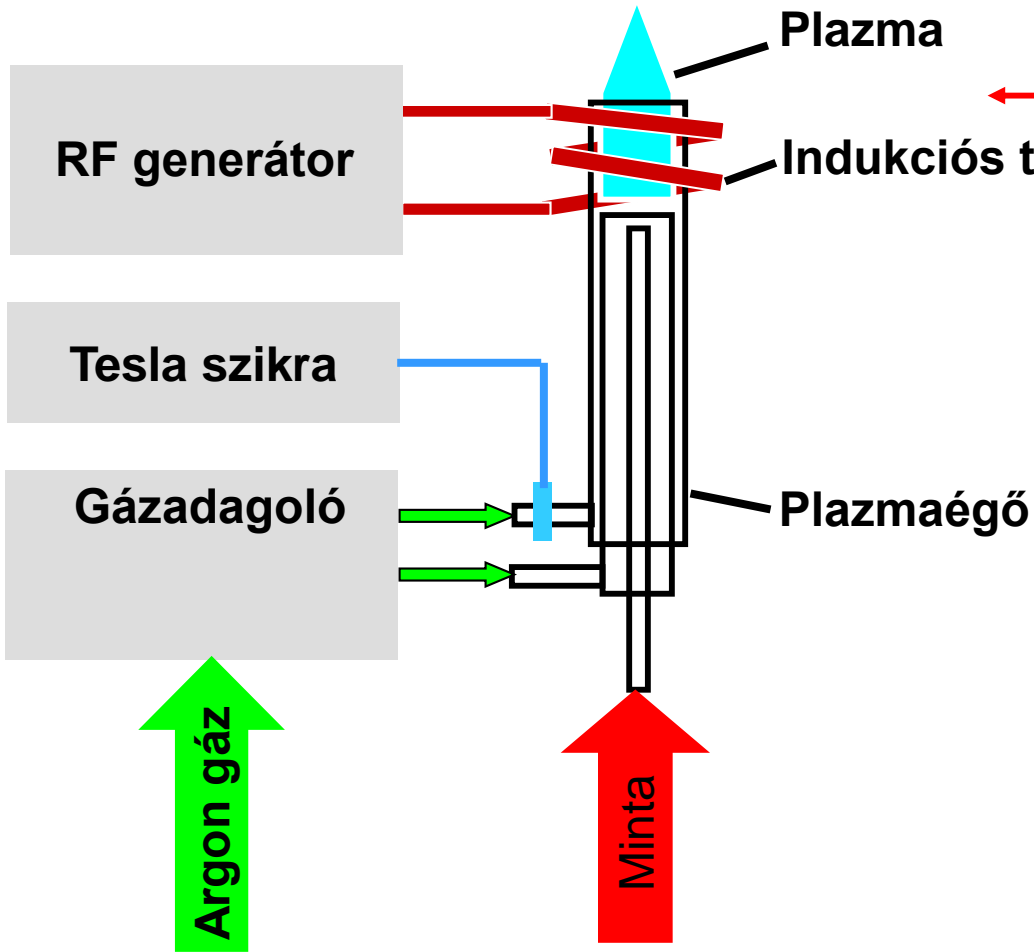 Plazma
RF generátor
Indukciós t
Tesla szikra
Gázadagoló
Plazmaégő
Argon gáz
Minta